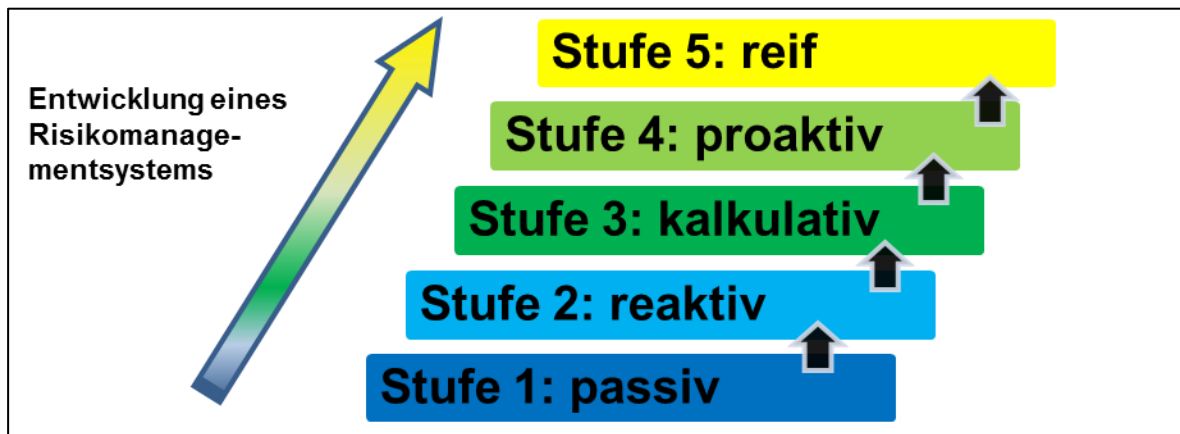 Entwicklung eines
Risikomanage-
mentsystems
Stufe 5: reif
Stufe 4: proaktiv
Stufe 3: kalkulativ
Stufe 2: reaktiv
Stufe 1: passiv